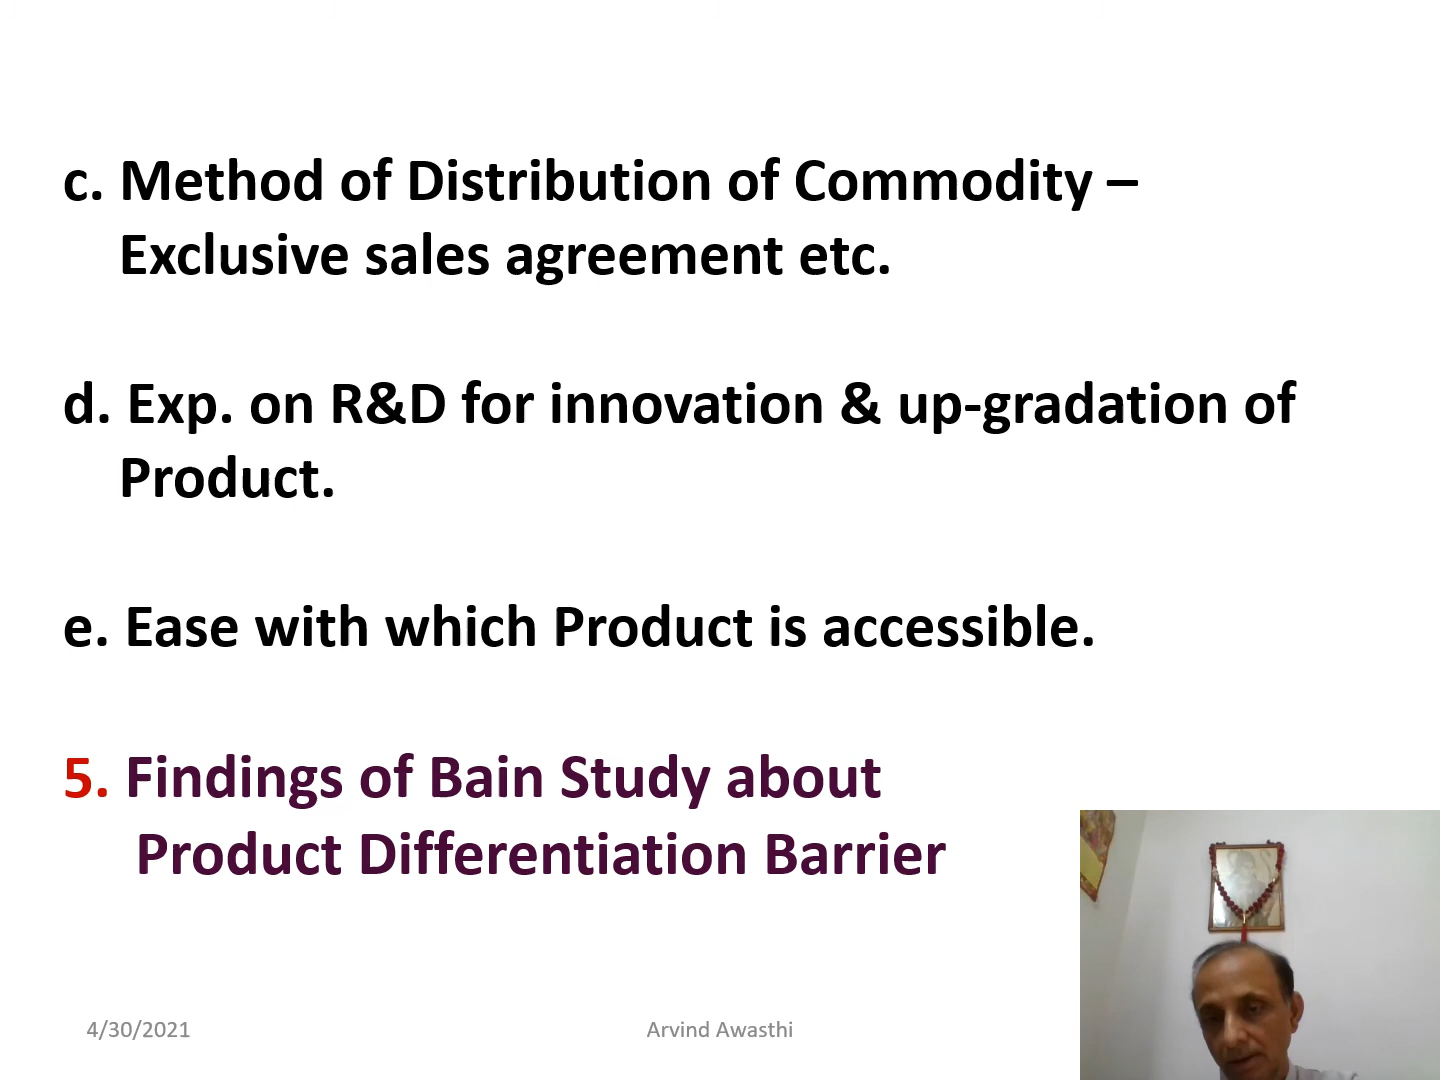 c. Method of Distribution of Commodity –
Exclusive sales agreement etc.
d. Exp. on R&D for innovation & up-gradation of
Product.
e. Ease with which Product is accessible.
5. Findings of Bain Study about
Product Differentiation Barrier
4/30/2021
Arvind Awasthi